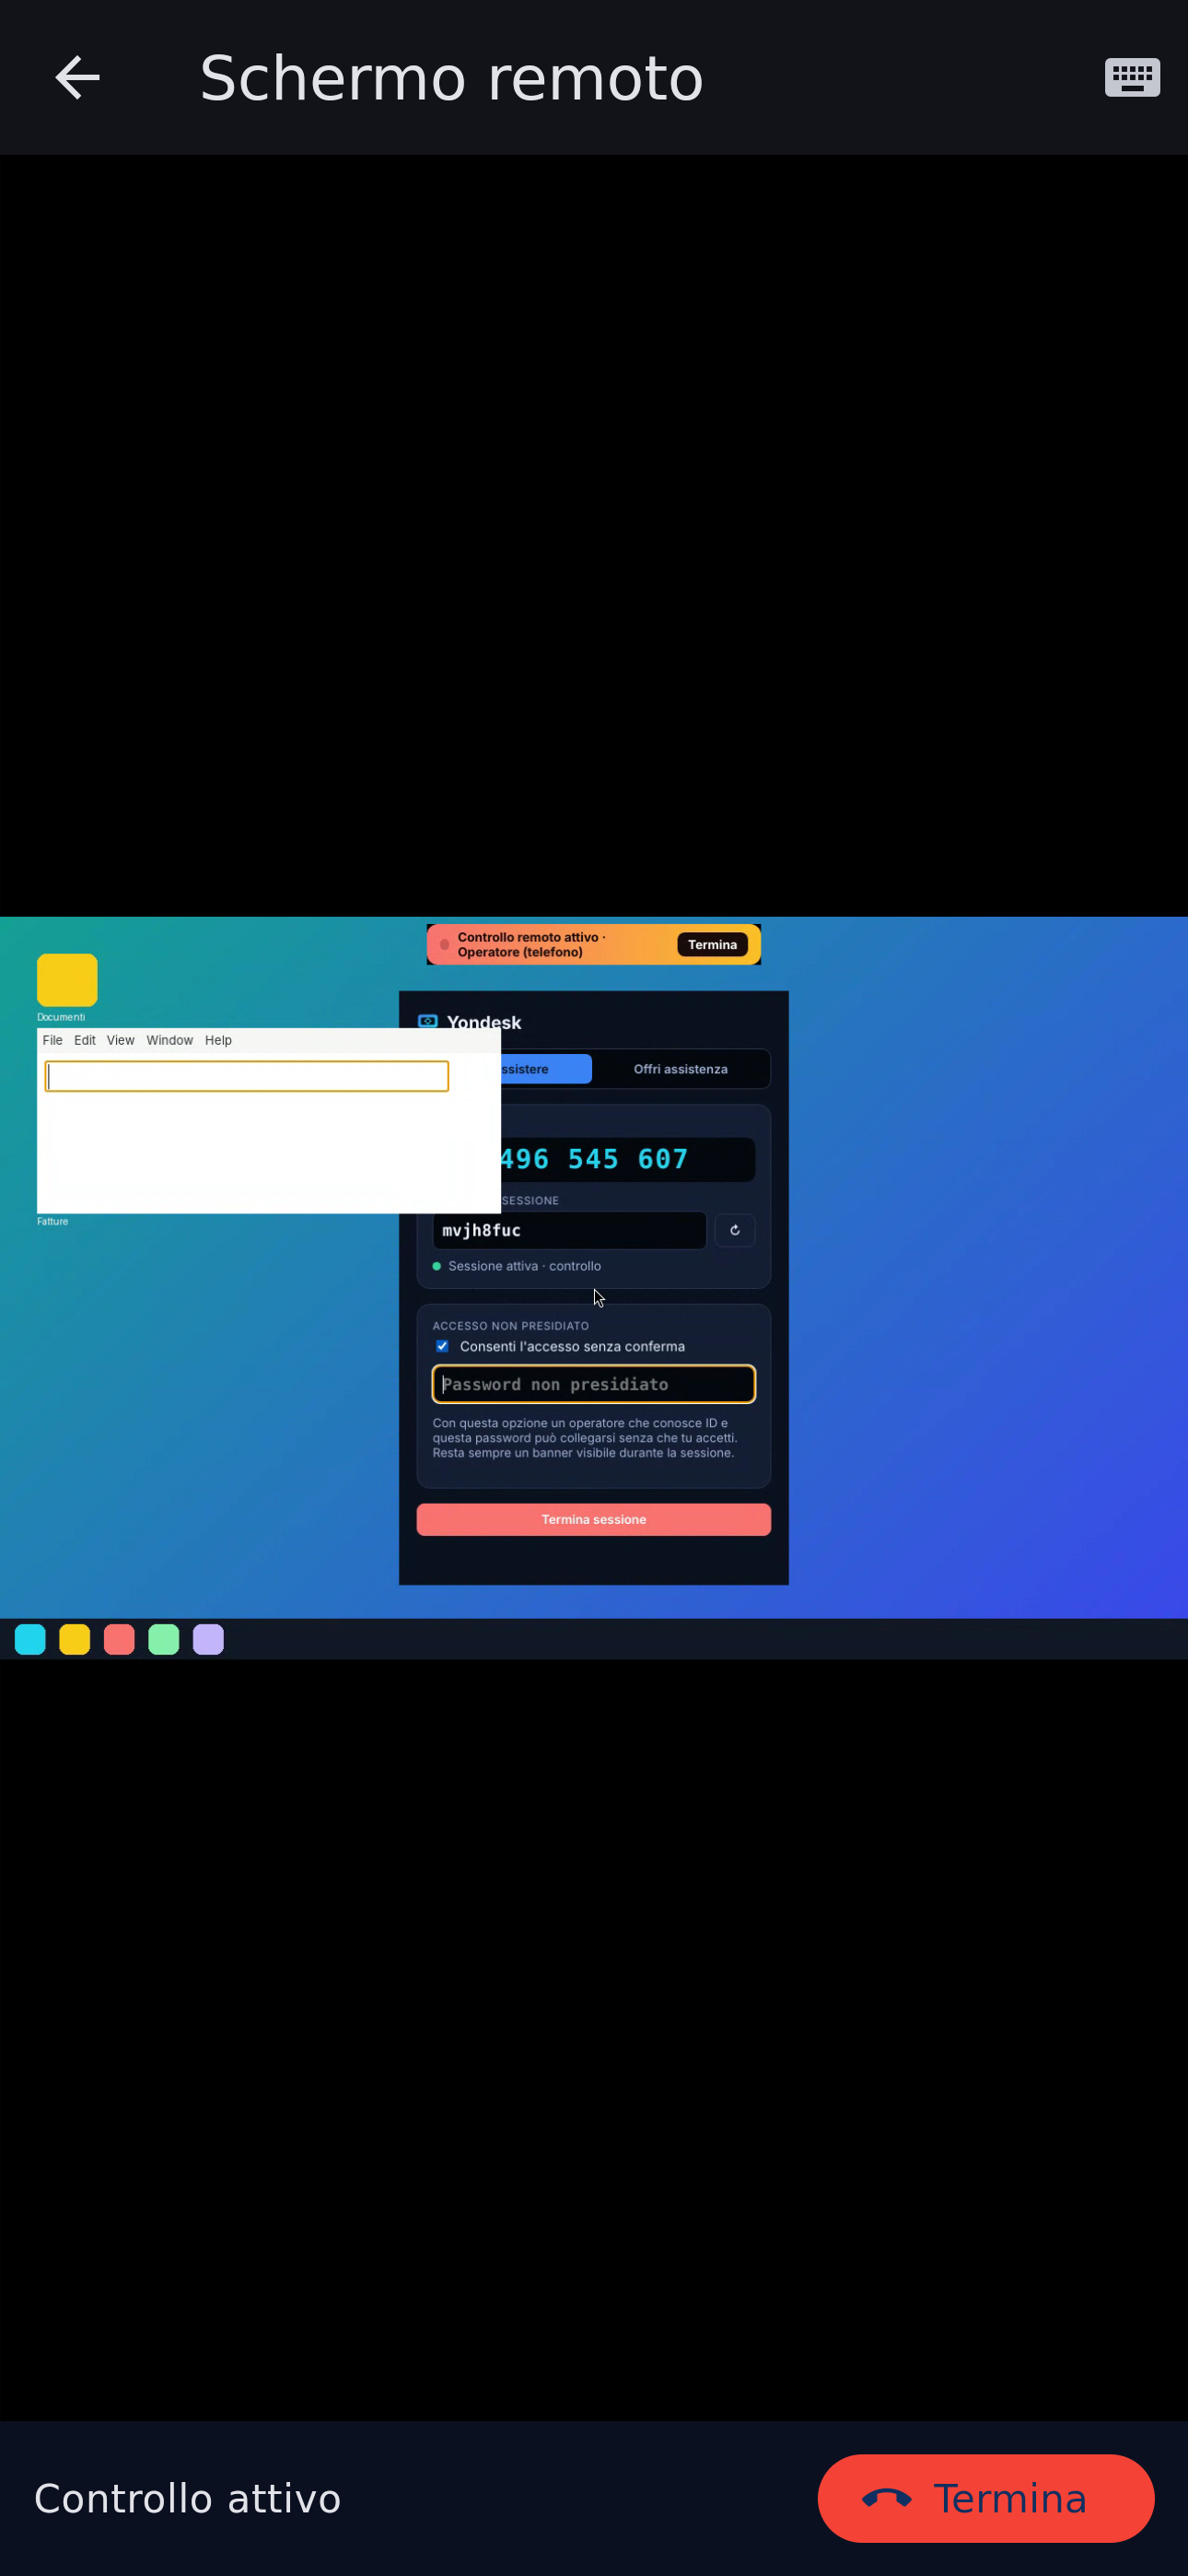 Schermo remoto
Controllo remoto attivo ·
Operatore (telefono)
Termina
Documenti
Yondesk
File Edit View Window Help
ssistere
Offri assistenza
496 545 607
SESSIONE
Fatture
mvjh8fuc
Sessione attiva · controllo
ACCESSO NON PRESIDIATO
Consenti l'accesso senza conferma
Password non presidiato
Con questa opzione un operatore che conosce ID e
questa password può collegarsi senza che tu accetti.
Resta sempre un banner visibile durante la sessione.
Termina sessione
Controllo attivo
Termina